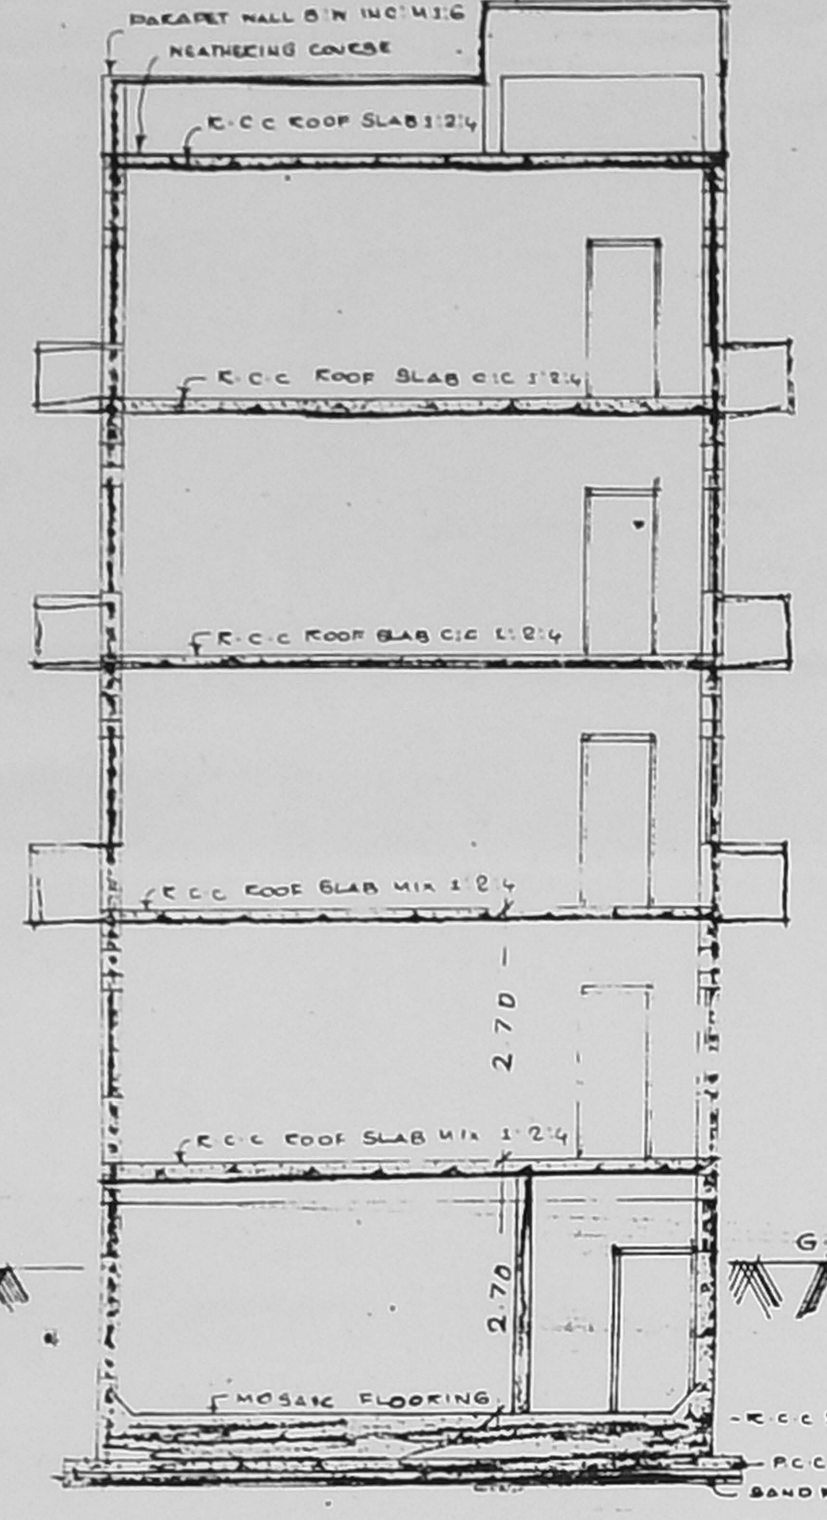 PARAPET WALL B.W IN C.M 1:6
WEATHERING COURSE
R.C.C ROOF SLAB 1:2:4
R.C.C ROOF SLAB C:C 1:2:4
R.C.C ROOF SLAB C:C 1:2:4
R.C.C ROOF SLAB MIX 1:2:4
2.70
R.C.C ROOF SLAB MIX 1:2:4
G.
2.70
MOSAIC FLOORING
R.C.C
P.C.C
SAND